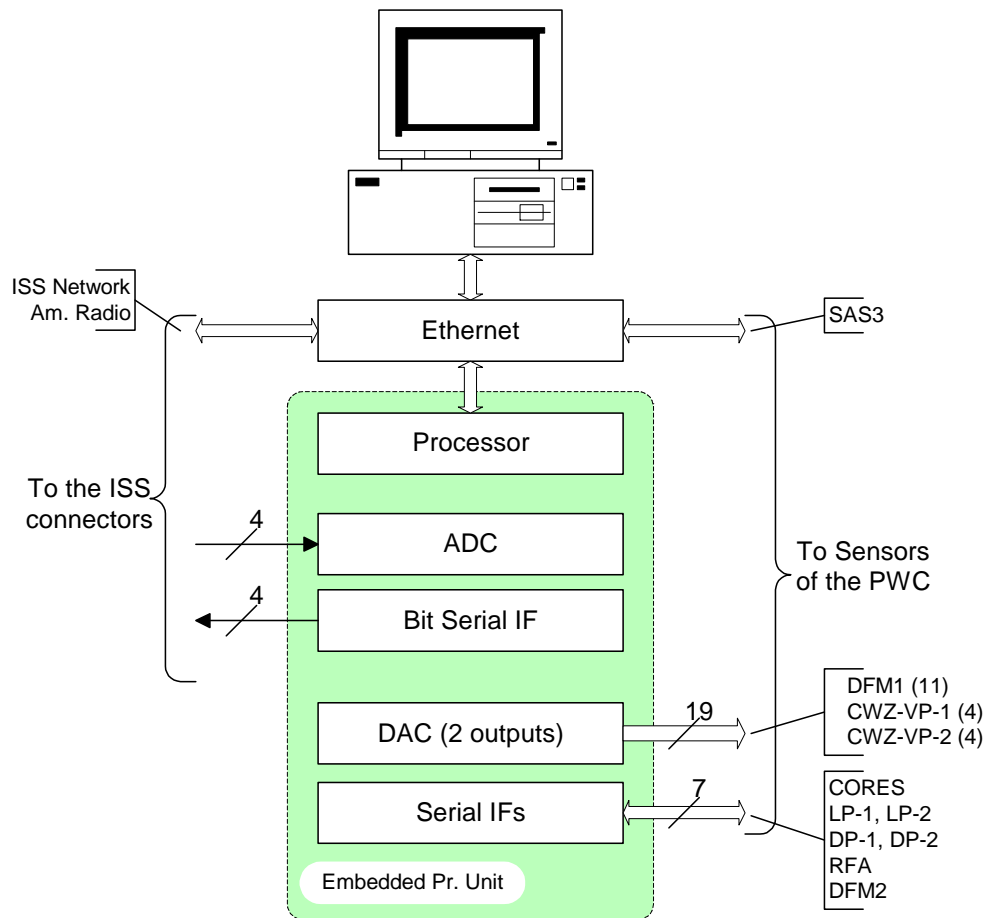 ISS Network
Am. Radio
Ethernet
SAS3
Processor
To the ISS
connectors
4
ADC
To Sensors
of the PWC
4
Bit Serial IF
DFM1 (11)
CWZ-VP-1 (4)
CWZ-VP-2 (4)
19
DAC (2 outputs)
CORES
LP-1, LP-2
DP-1, DP-2
RFA
DFM2
7
Serial IFs
Embedded Pr. Unit